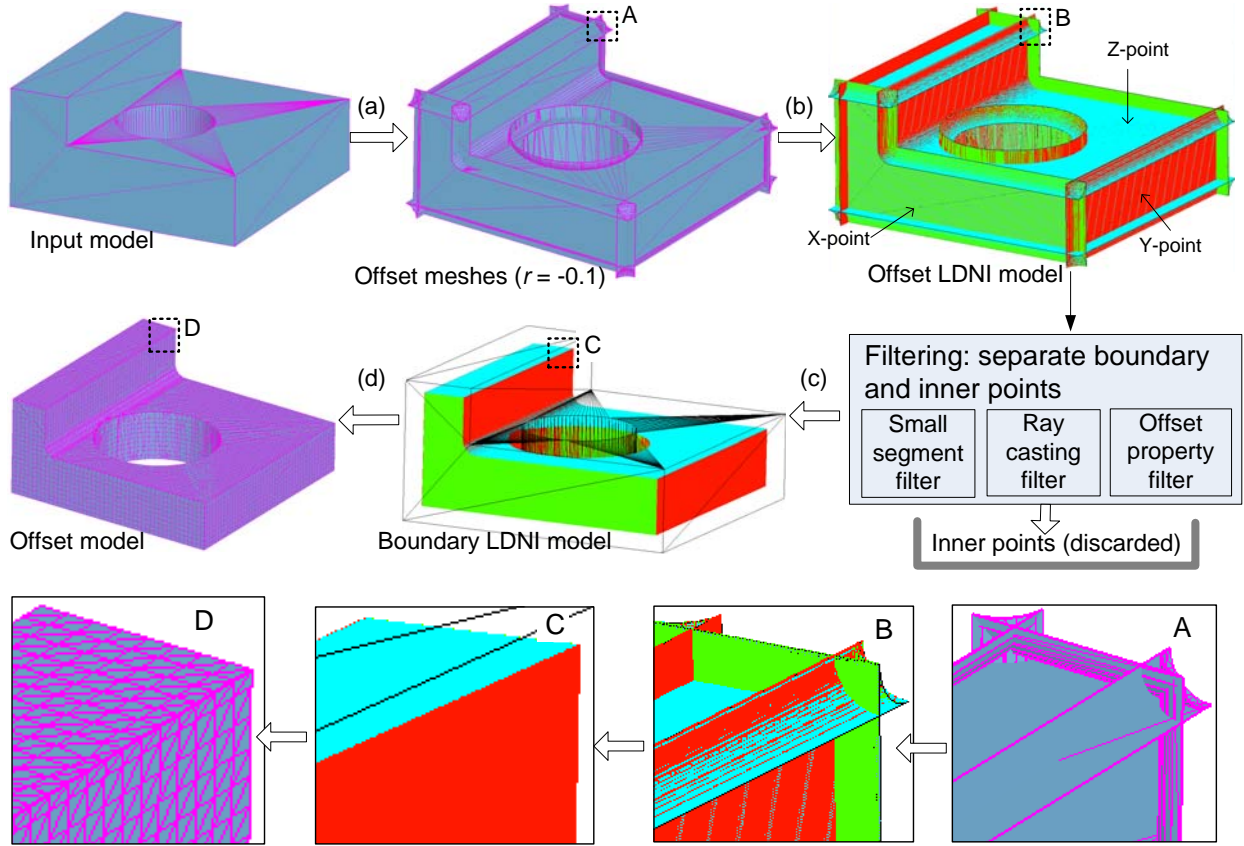 A
B
Z-point
(a)
(b)
X-point
Y-point
Input model
Offset meshes (r = -0.1)
Offset LDNI model
D
C
(d)
(c)
Filtering: separate boundary
and inner points
Small
segment
filter
Ray
casting
filter
Offset
property
filter
Offset model
Boundary LDNI model
Inner points (discarded)
D
C
B
A